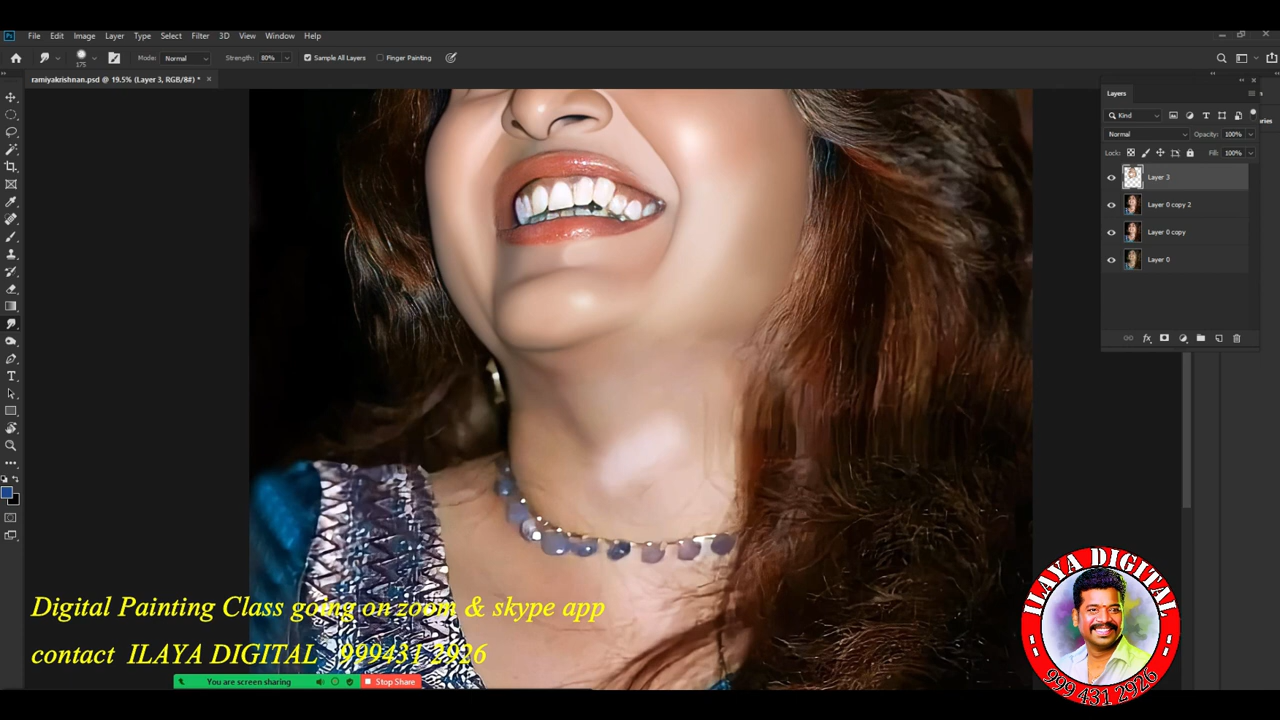 Ps File Edit Image Layer Type Select Filter 3D View Window Help
175 Mode: Normal Strength: 80% Sample All Layers Finger Painting
ramiyakrishnan.psd @ 19.5% (Layer 3, RGB/8#) * ×
Layers
Kind
Normal Opacity: 100%
Lock: Fill: 100%
Layer 3
Layer 0 copy 2
Layer 0 copy
Layer 0
Digital Painting Class going on zoom & skype app
contact ILAYA DIGITAL 999431 2926
You are screen sharing Stop Share
ILAYA DIGITAL
999 431 2926